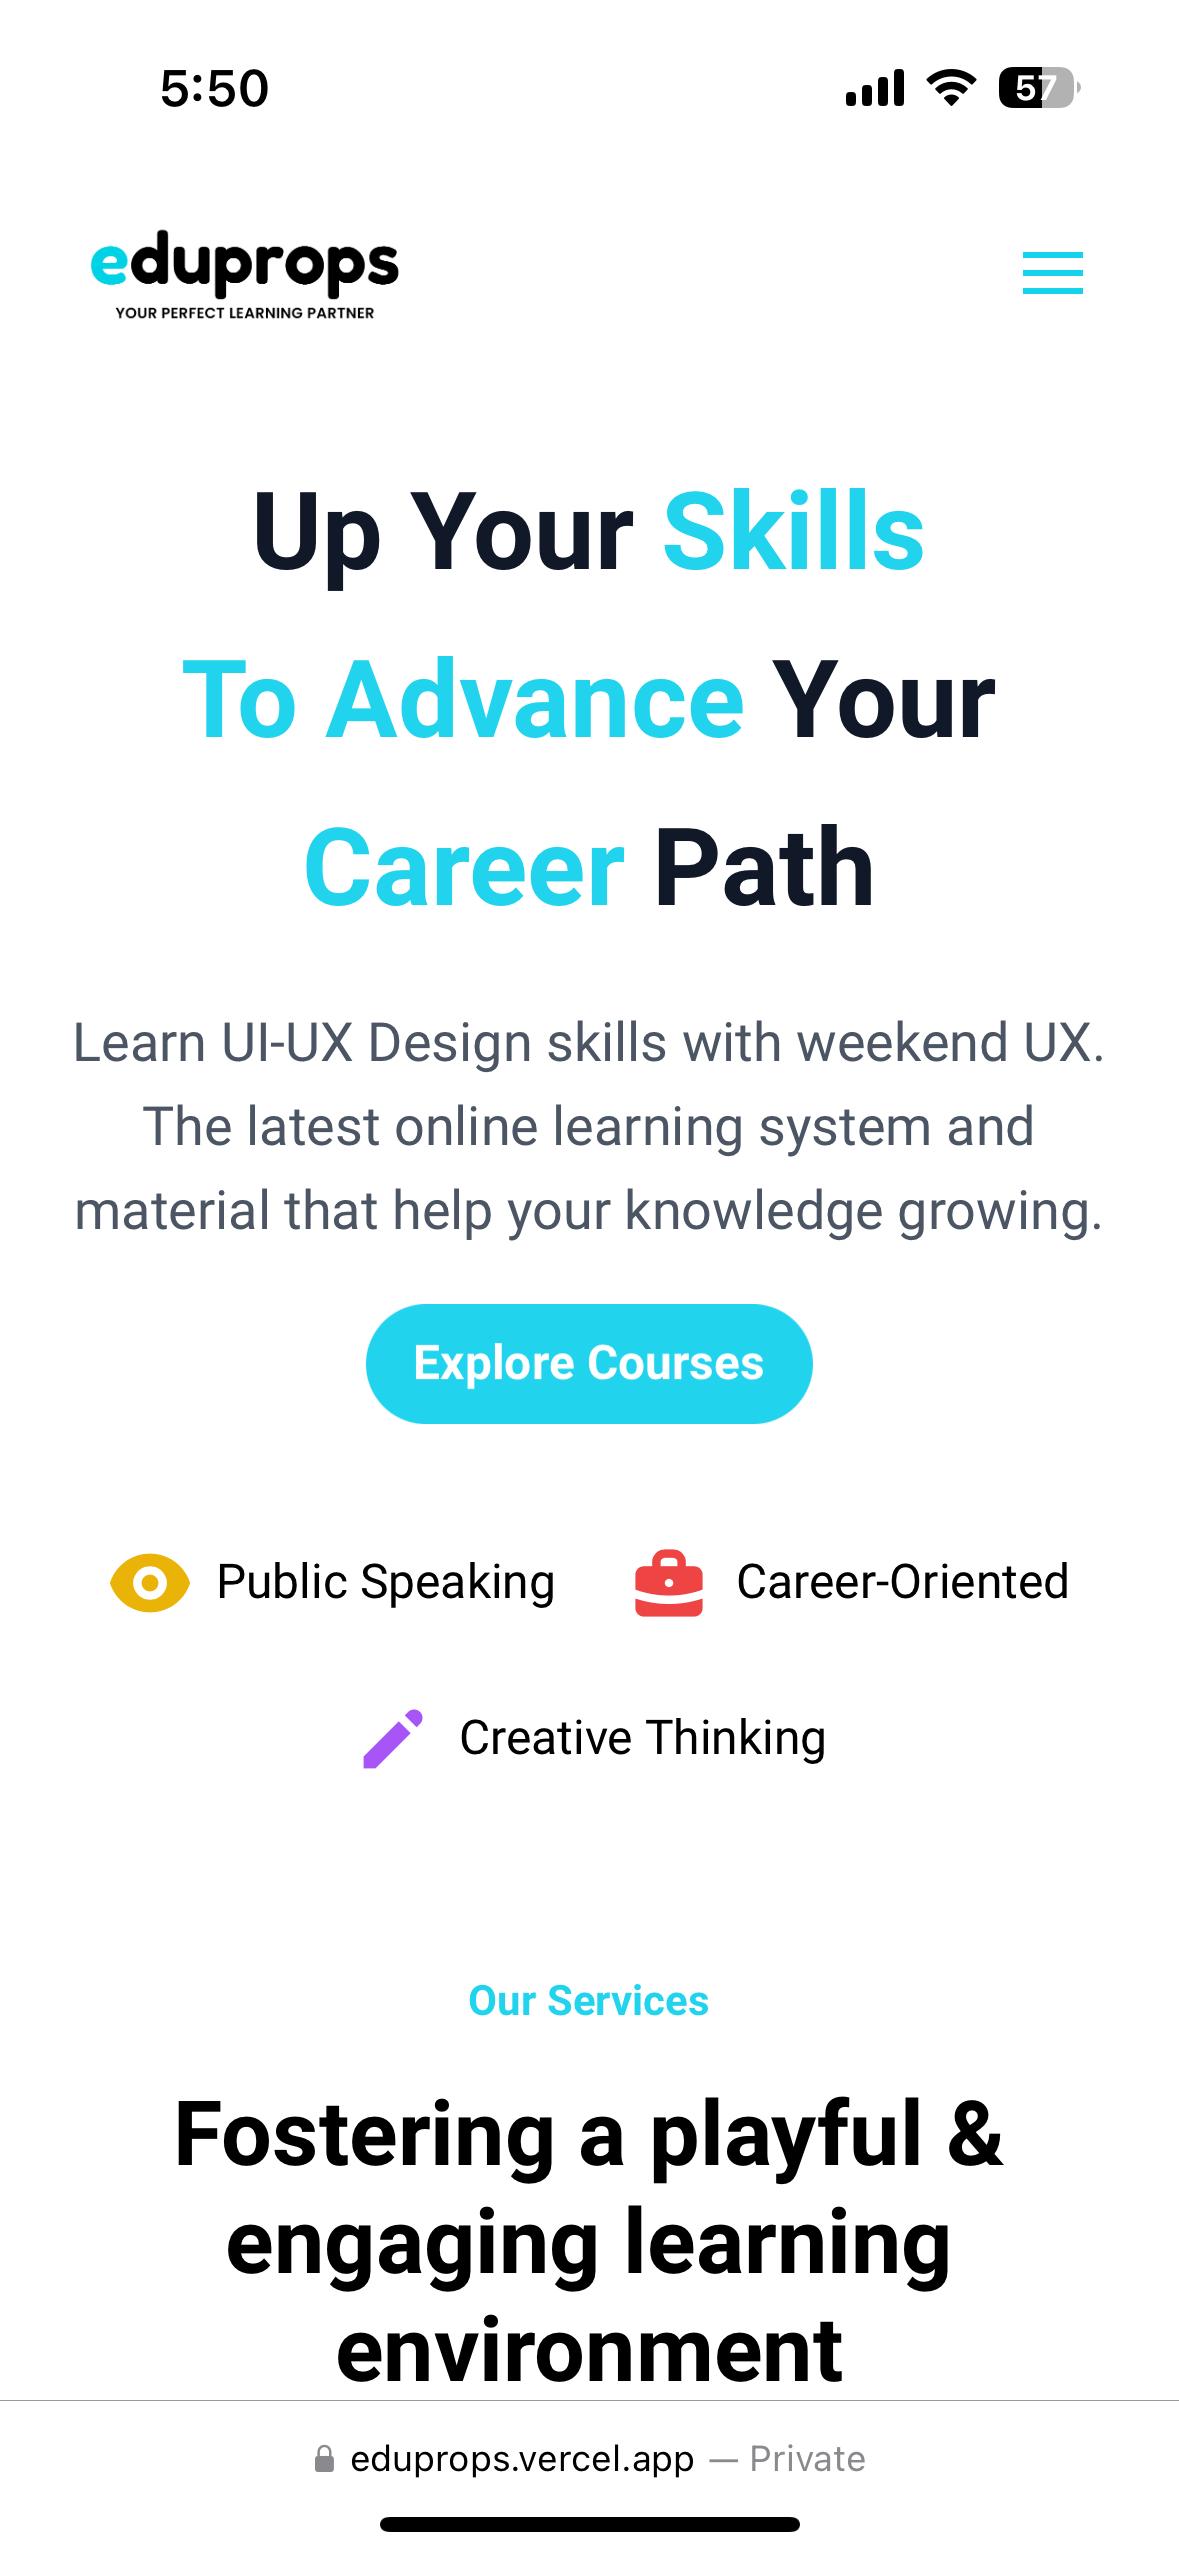 5:50
57
eduprops
YOUR PERFECT LEARNING PARTNER
Up Your Skills
To Advance Your
Career Path
Learn UI-UX Design skills with weekend UX.
The latest online learning system and
material that help your knowledge growing.
Explore Courses
Public Speaking
Career-Oriented
Creative Thinking
Our Services
Fostering a playful &
engaging learning
environment
eduprops.vercel.app — Private